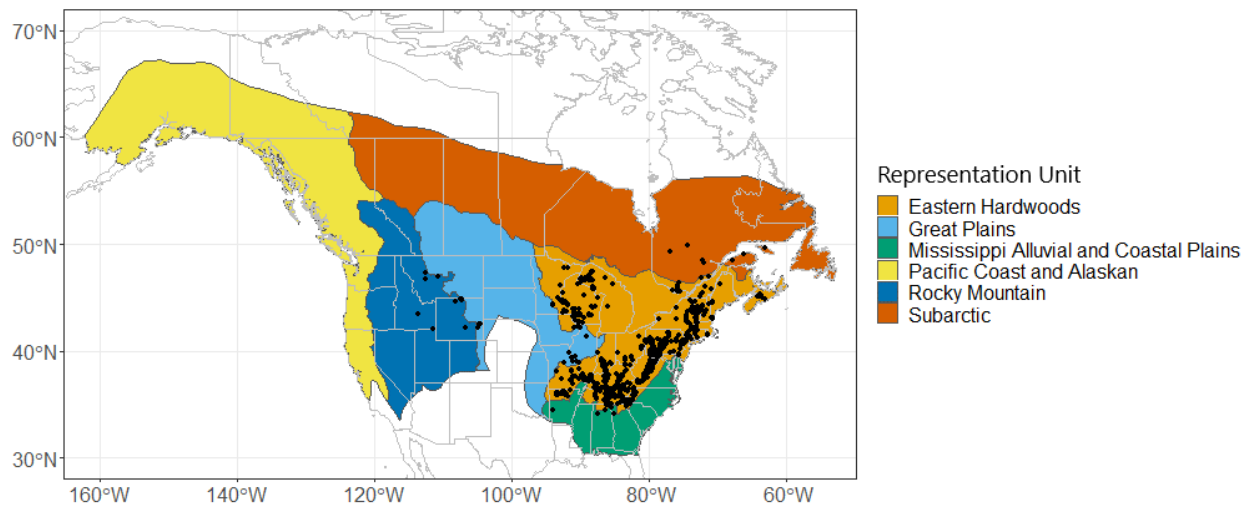 70°N
60°N
50°N
40°N
30°N
160°W
140°W
120°W
100°W
80°W
60°W
Representation Unit
Eastern Hardwoods
Great Plains
Mississippi Alluvial and Coastal Plains
Pacific Coast and Alaskan
Rocky Mountain
Subarctic